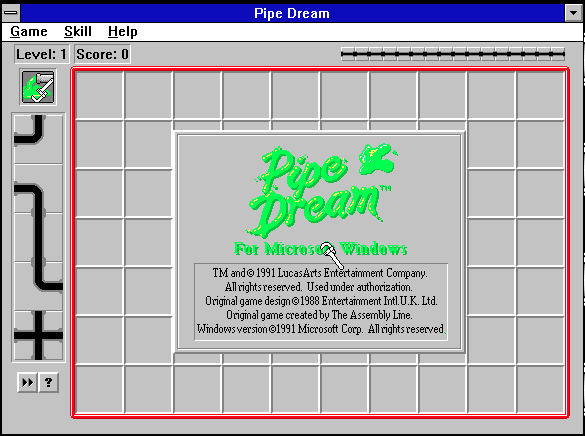 Pipe Dream
Game Skill Help
Level: 1 Score: 0
Pipe
Dream™
For Microsoft Windows
TM and © 1991 LucasArts Entertainment Company.
All rights reserved. Used under authorization.
Original game design © 1988 Entertainment Intl.U.K. Ltd.
Original game created by The Assembly Line.
Windows version © 1991 Microsoft Corp. All rights reserved.
?